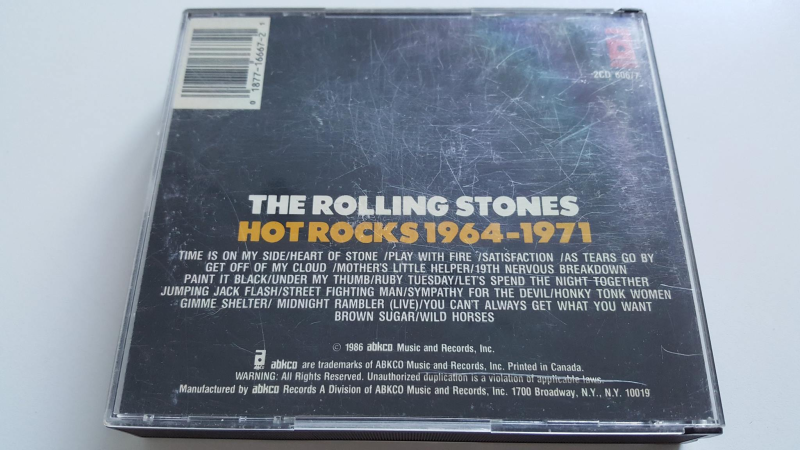 0 18771-16667-2 9
2CD 6667
THE ROLLING STONES
HOT ROCKS 1964-1971
TIME IS ON MY SIDE/HEART OF STONE /PLAY WITH FIRE /SATISFACTION /AS TEARS GO BY
GET OFF OF MY CLOUD /MOTHER'S LITTLE HELPER/19TH NERVOUS BREAKDOWN
PAINT IT BLACK/UNDER MY THUMB/RUBY TUESDAY/LET'S SPEND THE NIGHT TOGETHER
JUMPING JACK FLASH/STREET FIGHTING MAN/SYMPATHY FOR THE DEVIL/HONKY TONK WOMEN
GIMME SHELTER/ MIDNIGHT RAMBLER (LIVE)/YOU CAN'T ALWAYS GET WHAT YOU WANT
BROWN SUGAR/WILD HORSES
© 1986 abkco Music and Records, Inc.
abkco are trademarks of ABKCO Music and Records, Inc. Printed in Canada.
WARNING: All Rights Reserved. Unauthorized duplication is a violation of applicable laws.
Manufactured by abkco Records A Division of ABKCO Music and Records, Inc. 1700 Broadway, N.Y., N.Y. 10019